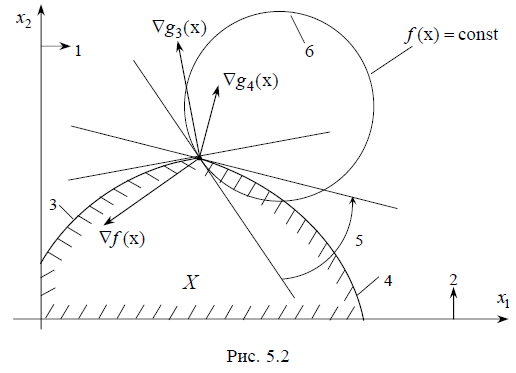 x₂
∇g₃(x)
6
f(x) = const
1
∇g₄(x)
3
∇f(x)
5
X
4
2
x₁
Рис. 5.2